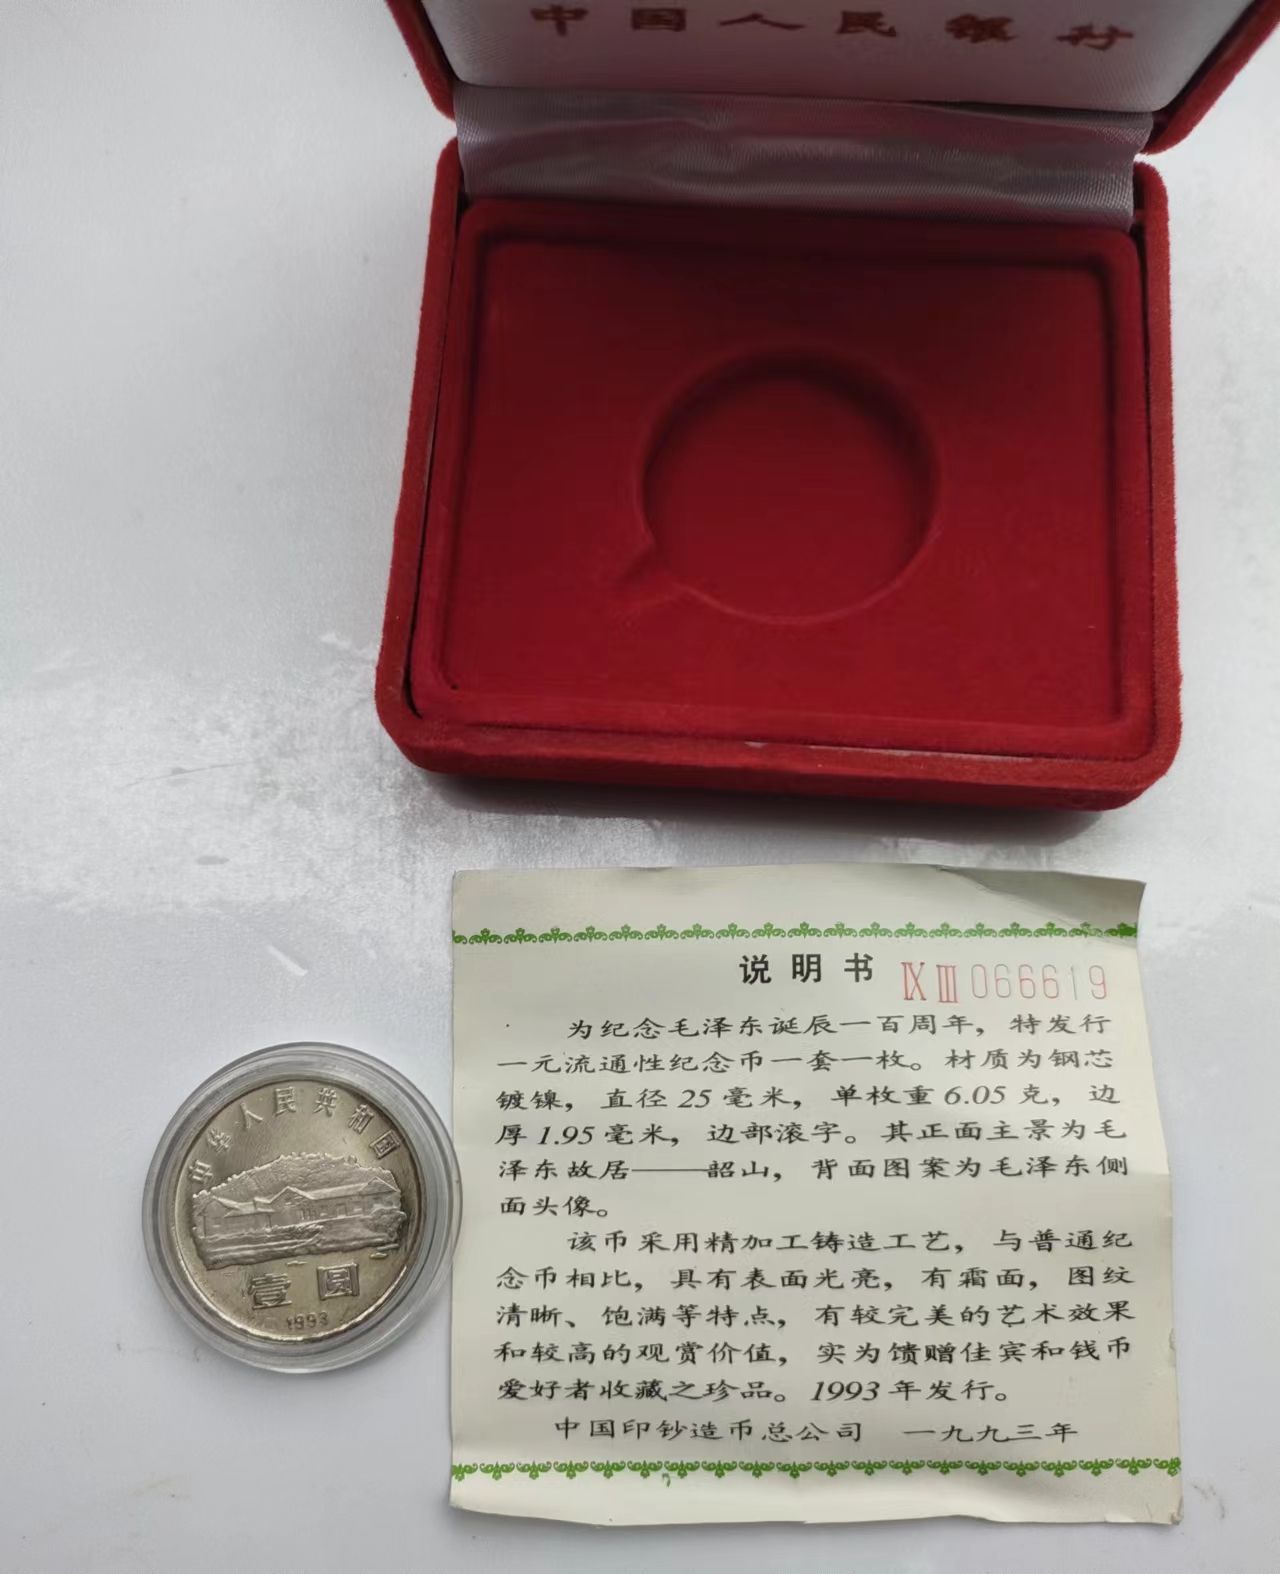 中国人民银行
说明书 ⅨⅢ066619
为纪念毛泽东诞辰一百周年，特发行
一元流通性纪念币一套一枚。材质为钢芯
镀镍，直径25毫米，单枚重6.05克，边
厚1.95毫米，边部滚字。其正面主景为毛
泽东故居——韶山，背面图案为毛泽东侧
面头像。
该币采用精加工铸造工艺，与普通纪
念币相比，具有表面光亮，有霜面，图纹
清晰、饱满等特点，有较完美的艺术效果
和较高的观赏价值，实为馈赠佳宾和钱币
爱好者收藏之珍品。1993年发行。
中国印钞造币总公司 一九九三年
中华人民共和国
壹圆
1993